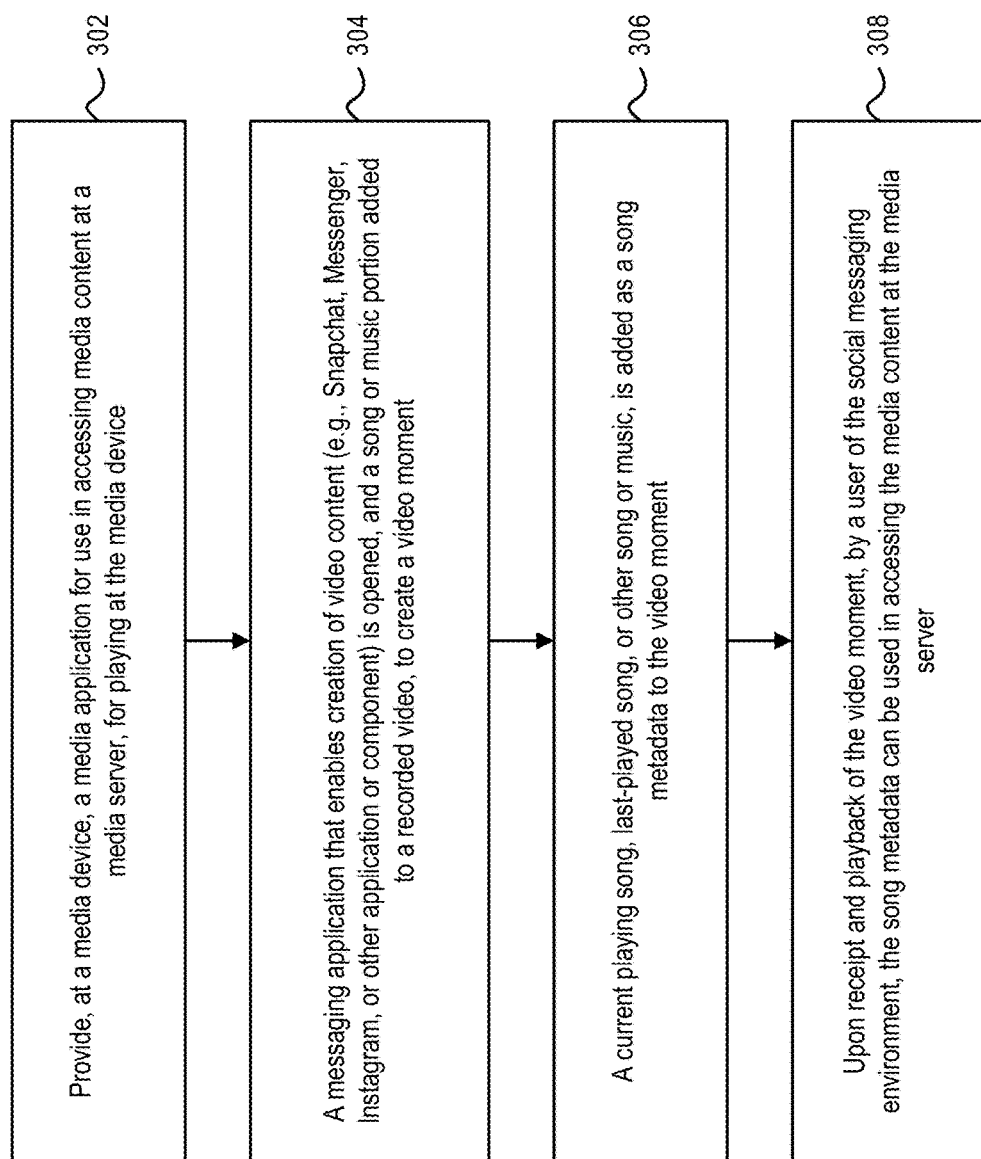 Provide, at a media device, a media application for use in accessing media content at a
media server, for playing at the media device
302
A messaging application that enables creation of video content (e.g., Snapchat, Messenger,
Instagram, or other application or component) is opened, and a song or music portion added
to a recorded video, to create a video moment
304
A current playing song, last-played song, or other song or music, is added as a song
metadata to the video moment
306
Upon receipt and playback of the video moment, by a user of the social messaging
environment, the song metadata can be used in accessing the media content at the media
server
308